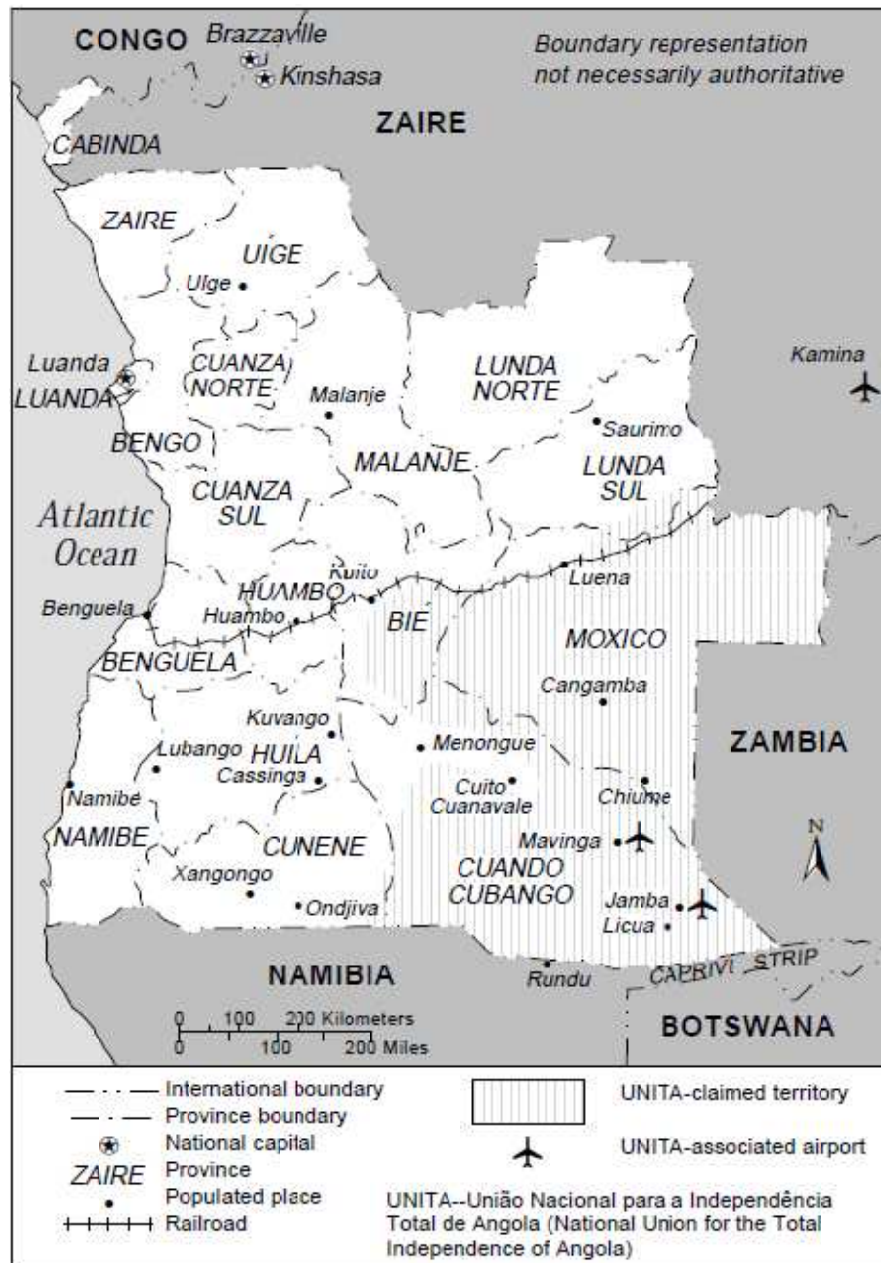 CONGO
Brazzaville
Kinshasa
Boundary representation
not necessarily authoritative
ZAIRE
CABINDA
ZAIRE
UÍGE
Uíge
Luanda
LUANDA
CUANZA
NORTE
LUNDA
NORTE
Kamina
Malanje
Saurimo
BENGO
MALANJE
LUNDA
SUL
CUANZA
SUL
Atlantic
Ocean
Kuito
Luena
HUAMBO
Benguela
Huambo
BIÉ
MOXICO
BENGUELA
Cangamba
Kuvango
Menongue
ZAMBIA
Lubango
HUILA
Cassinga
Cuito
Cuanavale
Chiume
Namibe
NAMIBE
CUNENE
Mavinga
N
CUANDO
CUBANGO
Xangongo
Ondjiva
Jamba
Licua
NAMIBIA
Rundu
CAPRIVI STRIP
BOTSWANA
0 100 200 Kilometers
0 100 200 Miles
International boundary
Province boundary
National capital
ZAIRE Province
Populated place
Railroad
UNITA-claimed territory
UNITA-associated airport
UNITA--União Nacional para a Independência
Total de Angola (National Union for the Total
Independence of Angola)